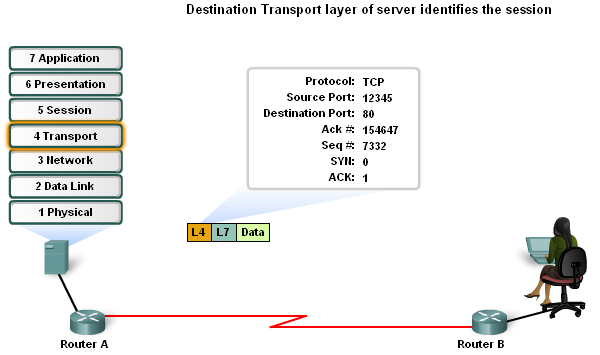 Destination Transport layer of server identifies the session
7 Application
6 Presentation
5 Session
4 Transport
3 Network
2 Data Link
1 Physical
Protocol: TCP
Source Port: 12345
Destination Port: 80
Ack #: 154647
Seq #: 7332
SYN: 0
ACK: 1
L4 L7 Data
Router A
Router B